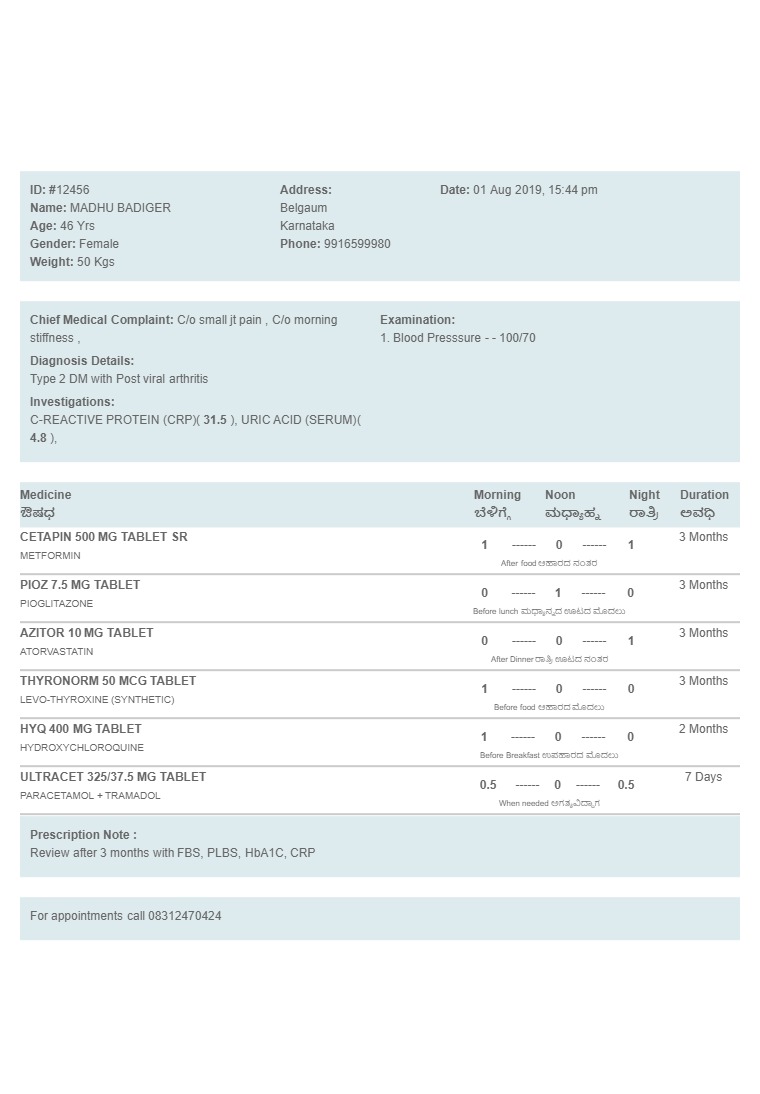 ID: #12456
Name: MADHU BADIGER
Age: 46 Yrs
Gender: Female
Weight: 50 Kgs
Address:
Belgaum
Karnataka
Phone: 9916599980
Date: 01 Aug 2019, 15:44 pm
Chief Medical Complaint: C/o small jt pain , C/o morning
stiffness ,
Diagnosis Details:
Type 2 DM with Post viral arthritis
Investigations:
C-REACTIVE PROTEIN (CRP)( 31.5 ), URIC ACID (SERUM)(
4.8 ),
Examination:
1. Blood Presssure - - 100/70
Medicine Morning Noon Night Duration
ಔಷಧ ಬೆಳಿಗ್ಗೆ ಮಧ್ಯಾಹ್ನ ರಾತ್ರಿ ಅವಧಿ
CETAPIN 500 MG TABLET SR
METFORMIN
1 ------ 0 ------ 1
After food ಆಹಾರದ ನಂತರ
3 Months
PIOZ 7.5 MG TABLET
PIOGLITAZONE
0 ------ 1 ------ 0
Before lunch ಮಧ್ಯಾನ್ನದ ಊಟದ ಮೊದಲು
3 Months
AZITOR 10 MG TABLET
ATORVASTATIN
0 ------ 0 ------ 1
After Dinner ರಾತ್ರಿ ಊಟದ ನಂತರ
3 Months
THYRONORM 50 MCG TABLET
LEVO-THYROXINE (SYNTHETIC)
1 ------ 0 ------ 0
Before food ಆಹಾರದ ಮೊದಲು
3 Months
HYQ 400 MG TABLET
HYDROXYCHLOROQUINE
1 ------ 0 ------ 0
Before Breakfast ಉಪಹಾರದ ಮೊದಲು
2 Months
ULTRACET 325/37.5 MG TABLET
PARACETAMOL + TRAMADOL
0.5 ------ 0 ------ 0.5
When needed ಅಗತ್ಯವಿದ್ದಾಗ
7 Days
Prescription Note :
Review after 3 months with FBS, PLBS, HbA1C, CRP
For appointments call 08312470424